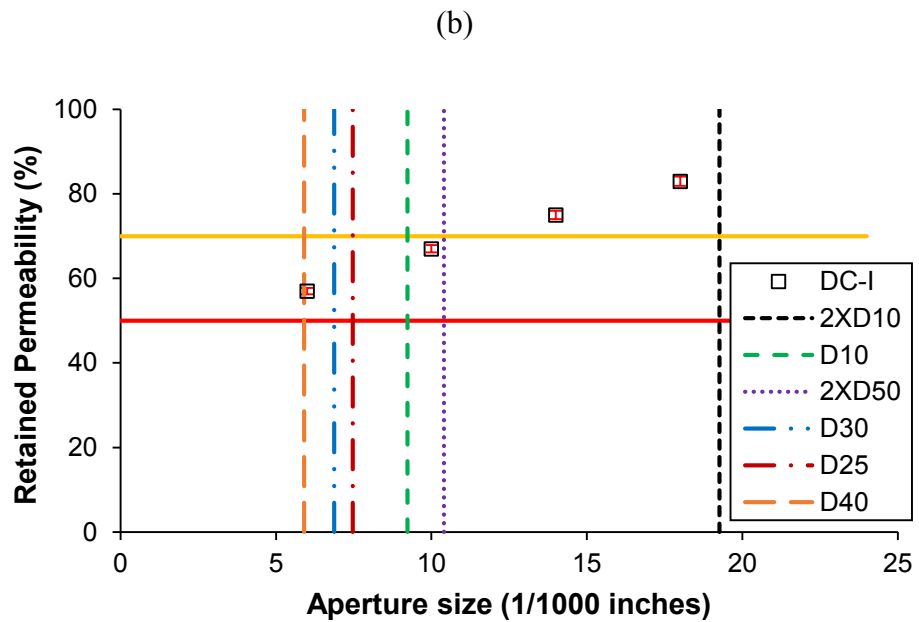 (b)
Retained Permeability (%)
100
80
60
40
20
0
0 5 10 15 20 25
Aperture size (1/1000 inches)
DC-I
2XD10
D10
2XD50
D30
D25
D40